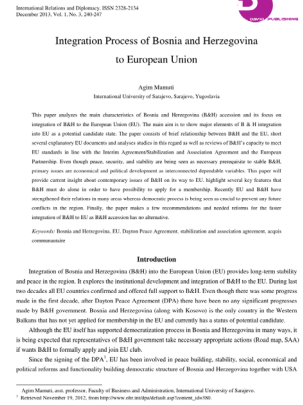 International Relations and Diplomacy, ISSN 2328-2134
December 2013, Vol. 1, No. 3, 240-247
DAVID PUBLISHING
Integration Process of Bosnia and Herzegovina
to European Union
Agim Mamuti
International University of Sarajevo, Sarajevo, Yugoslavia
This paper analyzes the main characteristics of Bosnia and Herzegovina (B&H) accession and its focus on
integration of B&H to the European Union (EU). The main aim is to show major elements of B & H integration
into EU as a potential candidate state. The paper consists of brief relationship between B&H and the EU, short
several explanatory EU documents and analyses studies in this regard as well as reviews of B&H's capacity to meet
EU standards in line with the Interim Agreement/Stabilization and Association Agreement and the European
Partnership. Even though peace, security, and stability are being seen as necessary prerequisite to stable B&H,
primary issues are economical and political development as interconnected dependable variables. This paper will
provide current insight about contemporary issues of B&H on its way to EU, highlight several key features that
B&H must do alone in order to have possibility to apply for a membership. Recently EU and B&H have
strengthened their relations in many areas whereas democratic process is being seen as crucial to prevent any future
conflicts in the region. Finally, the paper makes a few recommendations and needed reforms for the faster
integration of B&H to EU as B&H accession has no alternative.
Keywords: Bosnia and Herzegovina, EU, Dayton Peace Agreement, stabilization and association agreement, acquis
communautaire
Introduction
Integration of Bosnia and Herzegovina (B&H) into the European Union (EU) provides long-term stability
and peace in the region. It explores the institutional development and integration of B&H to the EU. During last
two decades all EU countries confirmed and offered full support to B&H. Even though there was some progress
made in the first decade, after Dayton Peace Agreement (DPA) there have been no any significant progresses
made by B&H government. Bosnia and Herzegovina (along with Kosovo) is the only country in the Western
Balkans that has not yet applied for membership in the EU and currently has a status of potential candidate.
Although the EU itself has supported democratization process in Bosnia and Herzegovina in many ways, it
is being expected that representatives of B&H government take necessary appropriate actions (Road map, SAA)
if wants B&H to formally apply and join EU club.
Since the signing of the DPA¹, EU has been involved in peace building, stability, social, economical and
political reforms and functionality building democratic structure of Bosnia and Herzegovina together with USA
Agim Mamuti, asst. professor, Faculty of Business and Administration, International University of Sarajevo.
¹ Retrieved November 19, 2012, from http://www.site.int/dpa/default.asp?content_id=380.